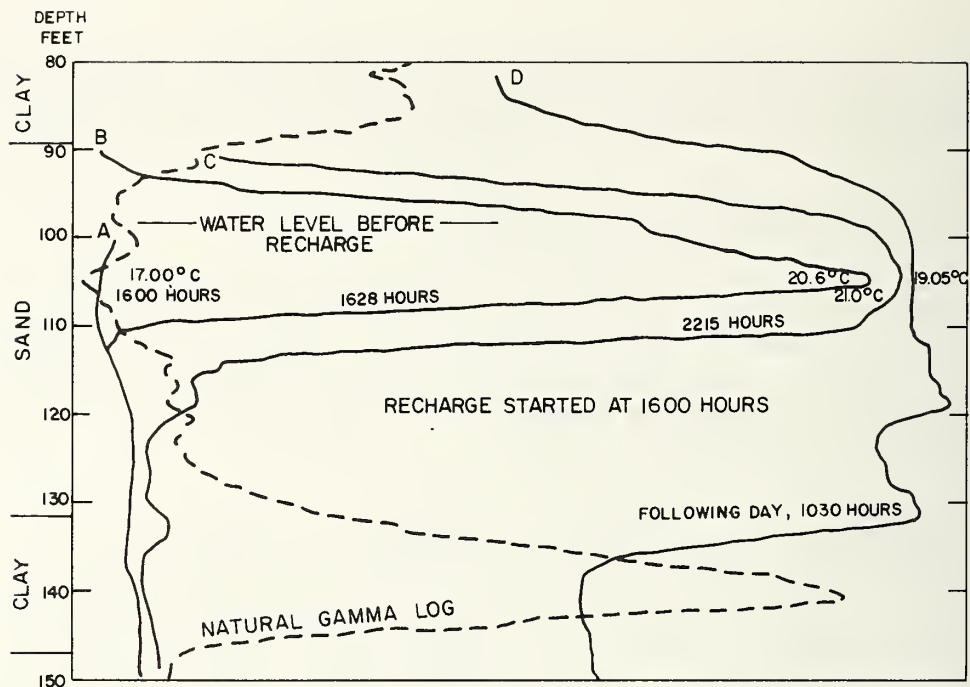 DEPTH
FEET
80
CLAY
D
B
90
C
WATER LEVEL BEFORE
RECHARGE
A
100
17.00°C
1600 HOURS
20.6°C
21.0°C
19.05°C
1628 HOURS
SAND
110
2215 HOURS
RECHARGE STARTED AT 1600 HOURS
120
130
FOLLOWING DAY, 1030 HOURS
CLAY
140
NATURAL GAMMA LOG
150